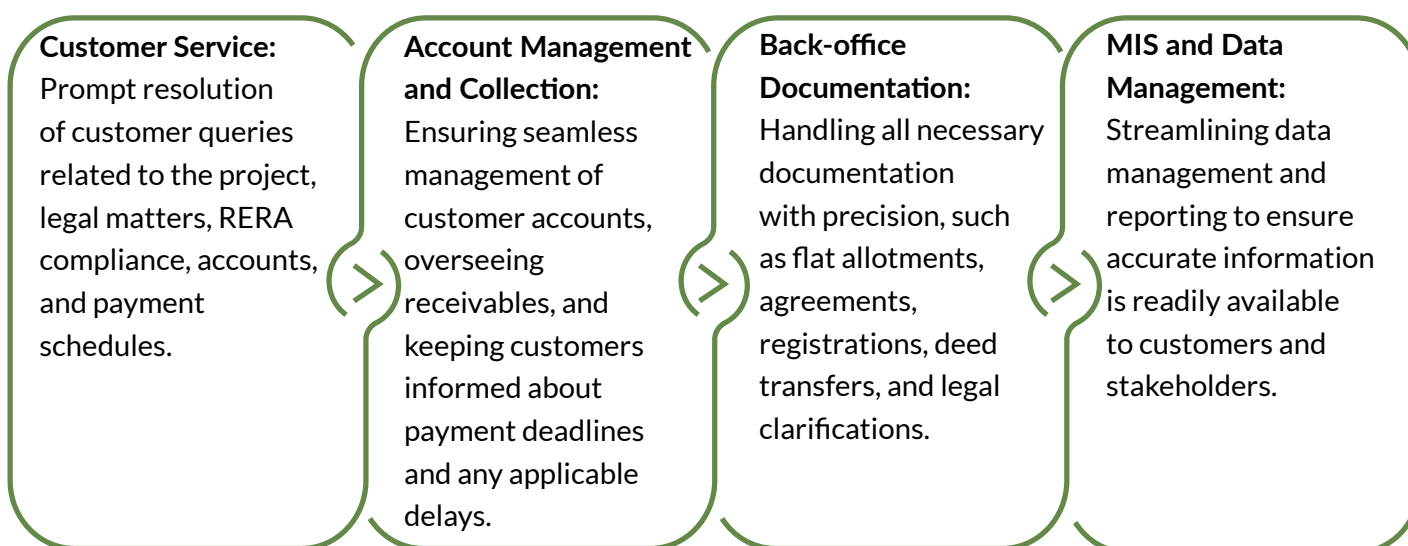 Customer Service:
Prompt resolution
of customer queries
related to the project,
legal matters, RERA
compliance, accounts,
and payment
schedules.
Account Management
and Collection:
Ensuring seamless
management of
customer accounts,
overseeing
receivables, and
keeping customers
informed about
payment deadlines
and any applicable
delays.
Back-office
Documentation:
Handling all necessary
documentation
with precision, such
as flat allotments,
agreements,
registrations, deed
transfers, and legal
clarifications.
MIS and Data
Management:
Streamlining data
management and
reporting to ensure
accurate information
is readily available
to customers and
stakeholders.